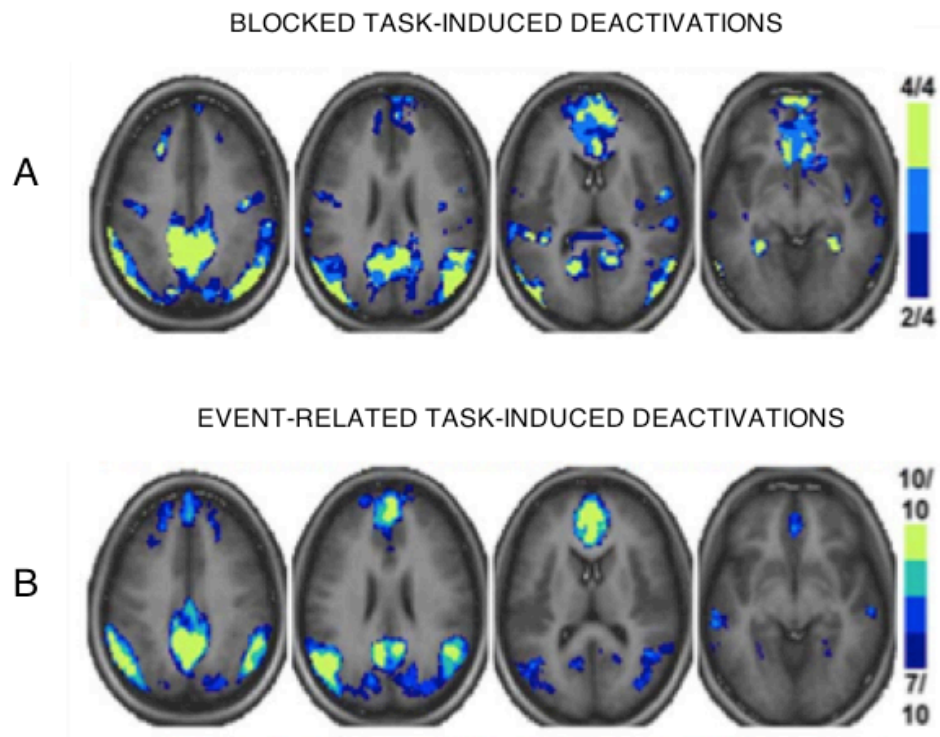 BLOCKED TASK-INDUCED DEACTIVATIONS
A
4/4
2/4
EVENT-RELATED TASK-INDUCED DEACTIVATIONS
B
10/
10
7/
10